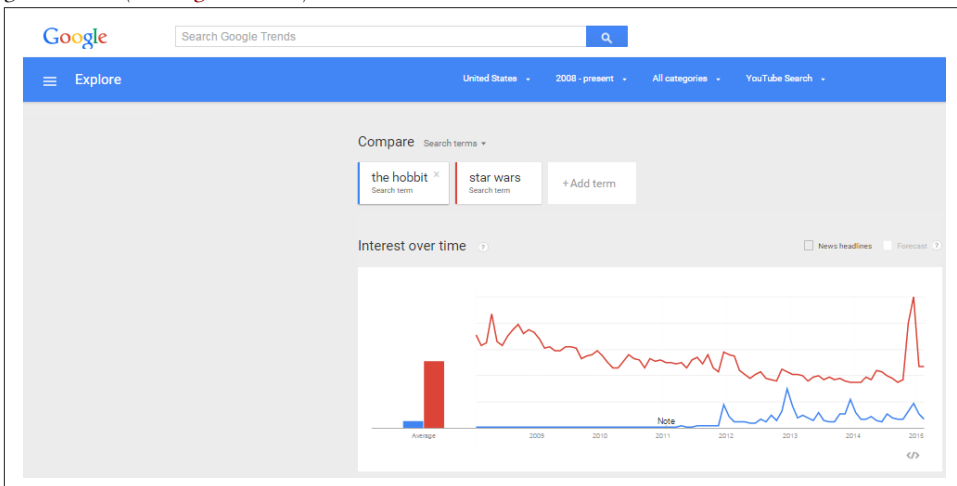 Google
Search Google Trends
Explore
United States
2008 - present
All categories
YouTube Search
Compare Search terms
the hobbit ×
Search term
star wars
Search term
+Add term
Interest over time ?
News headlines
Forecast ?
Note
Average
2009
2010
2011
2012
2013
2014
2015
</>